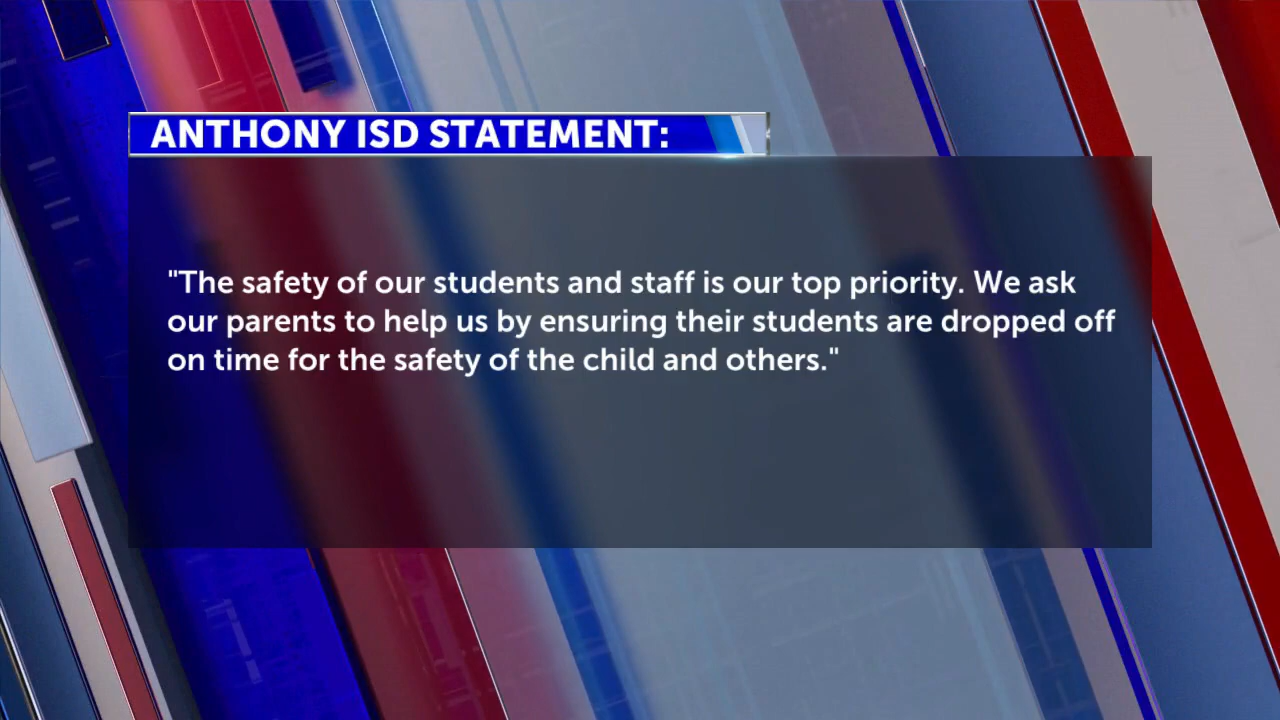 ANTHONY ISD STATEMENT:
"The safety of our students and staff is our top priority. We ask
our parents to help us by ensuring their students are dropped off
on time for the safety of the child and others."